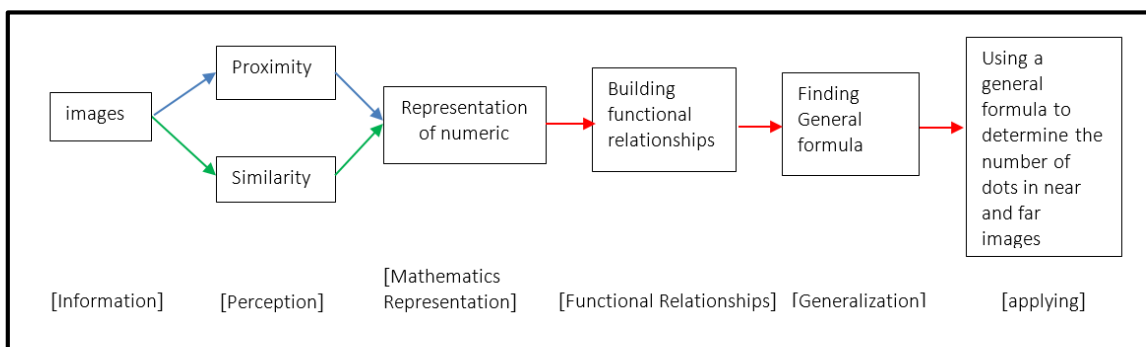 images
Proximity
Similarity
Representation
of numeric
Building
functional
relationships
Finding
General
formula
Using a
general
formula to
determine the
number of
dots in near
and far
images
[Information]
[Perception]
[Mathematics
Representation]
[Functional Relationships]
[Generalization]
[applying]